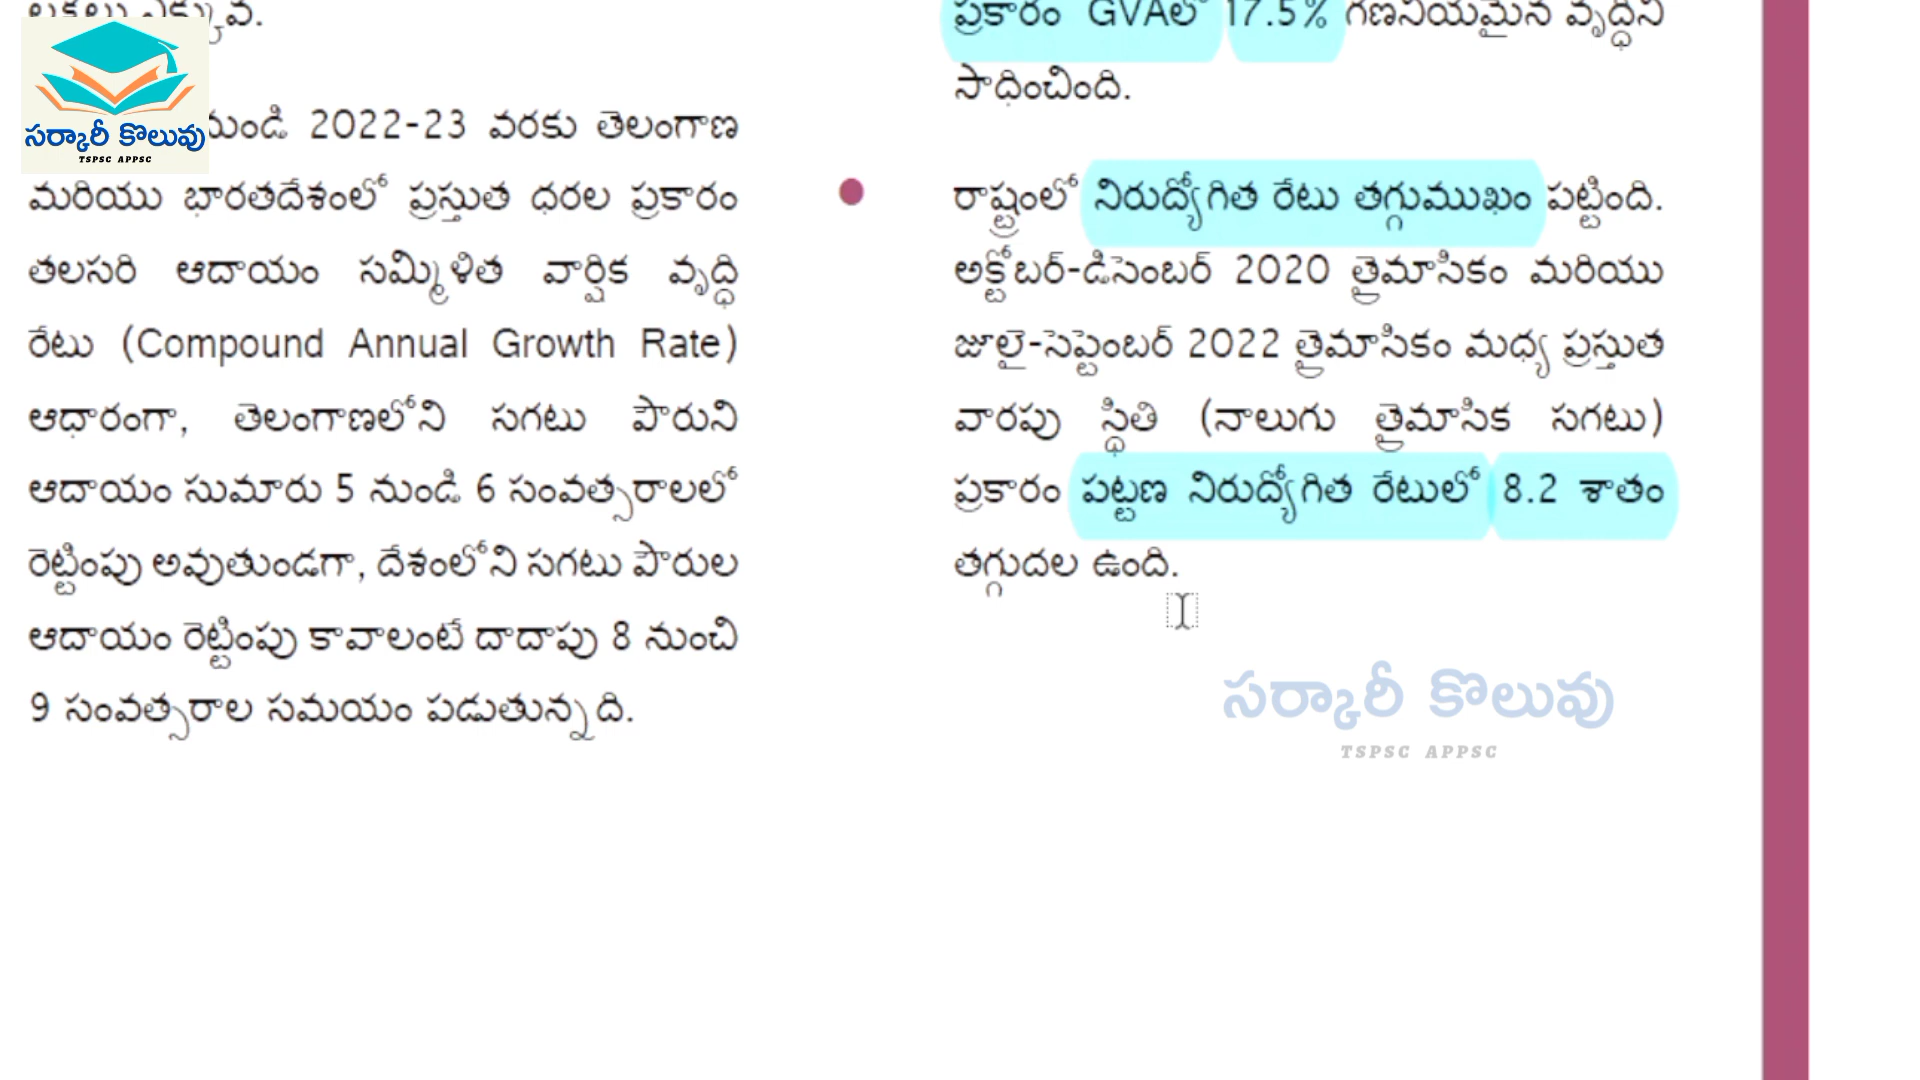 సర్కారీ కొలువు
TSPSC APPSC
నుండి 2022-23 వరకు తెలంగాణ
మరియు భారతదేశంలో ప్రస్తుత ధరల ప్రకారం
తలసరి ఆదాయం సమ్మిళిత వార్షిక వృద్ధి
రేటు (Compound Annual Growth Rate)
ఆధారంగా, తెలంగాణలోని సగటు పౌరుని
ఆదాయం సుమారు 5 నుండి 6 సంవత్సరాలలో
రెట్టింపు అవుతుండగా, దేశంలోని సగటు పౌరుల
ఆదాయం రెట్టింపు కావాలంటే దాదాపు 8 నుంచి
9 సంవత్సరాల సమయం పడుతున్నది.
ప్రకారం GVAలో 17.5% గణనీయమైన వృద్ధిని
సాధించింది.
రాష్ట్రంలో నిరుద్యోగిత రేటు తగ్గుముఖం పట్టింది.
అక్టోబర్-డిసెంబర్ 2020 త్రైమాసికం మరియు
జూలై-సెప్టెంబర్ 2022 త్రైమాసికం మధ్య ప్రస్తుత
వారపు స్థితి (నాలుగు త్రైమాసిక సగటు)
ప్రకారం పట్టణ నిరుద్యోగిత రేటులో 8.2 శాతం
తగ్గుదల ఉంది.
సర్కారీ కొలువు
TSPSC APPSC